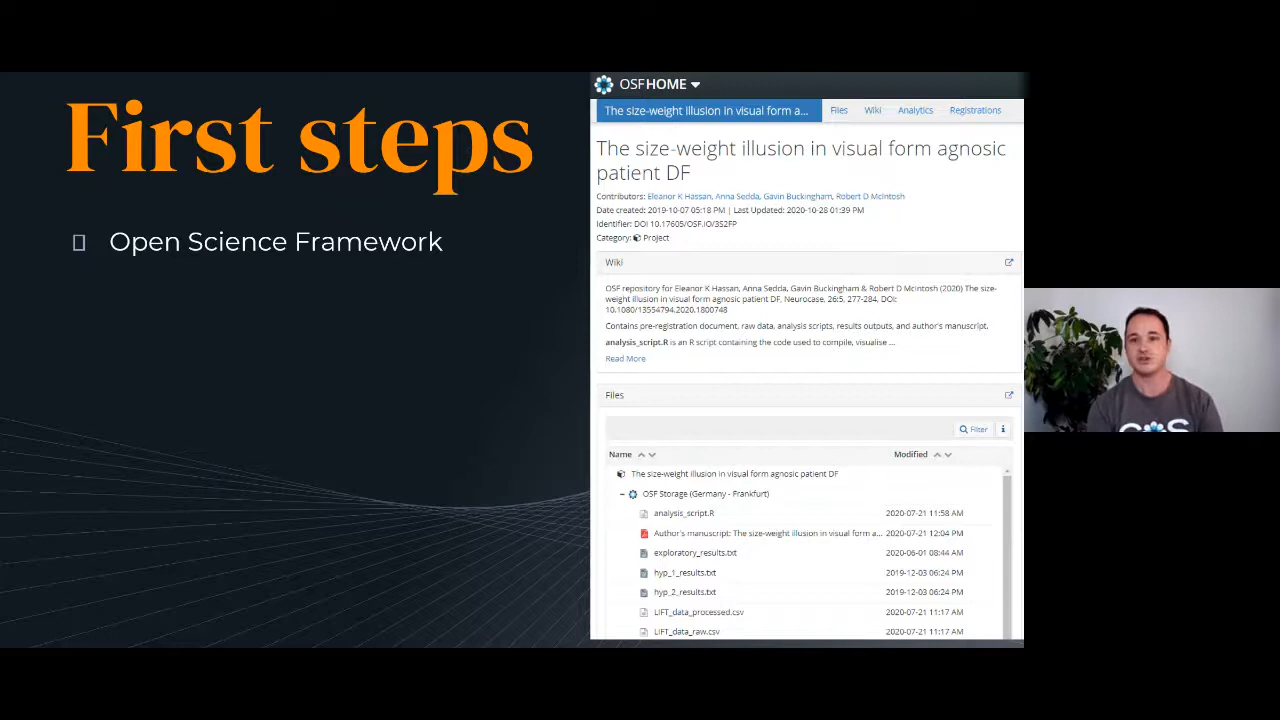 First steps
Open Science Framework
OSFHOME
The size-weight illusion in visual form a... Files Wiki Analytics Registrations
The size-weight illusion in visual form agnosic
patient DF
Contributors: Eleanor K Hassan, Anna Sedda, Gavin Buckingham, Robert D McIntosh
Date created: 2019-10-07 05:18 PM | Last Updated: 2020-10-28 01:39 PM
Identifier: DOI 10.17605/OSF.IO/3S2FP
Category: Project
Wiki
OSF repository for Eleanor K Hassan, Anna Sedda, Gavin Buckingham & Robert D McIntosh (2020) The size-
weight illusion in visual form agnosic patient DF, Neurocase, 26:5, 277-284, DOI:
10.1080/13554794.2020.1800748
Contains pre-registration document, raw data, analysis scripts, results outputs, and author's manuscript.
analysis_script.R is an R script containing the code used to compile, visualise ...
Read More
Files
Filter i
Name Modified
The size-weight illusion in visual form agnosic patient DF
OSF Storage (Germany - Frankfurt)
analysis_script.R 2020-07-21 11:58 AM
Author's manuscript: The size-weight illusion in visual form a... 2020-07-21 12:04 PM
exploratory_results.txt 2020-06-01 08:44 AM
hyp_1_results.txt 2019-12-03 06:24 PM
hyp_2_results.txt 2019-12-03 06:24 PM
LIFT_data_processed.csv 2020-07-21 11:17 AM
LIFT_data_raw.csv 2020-07-21 11:17 AM